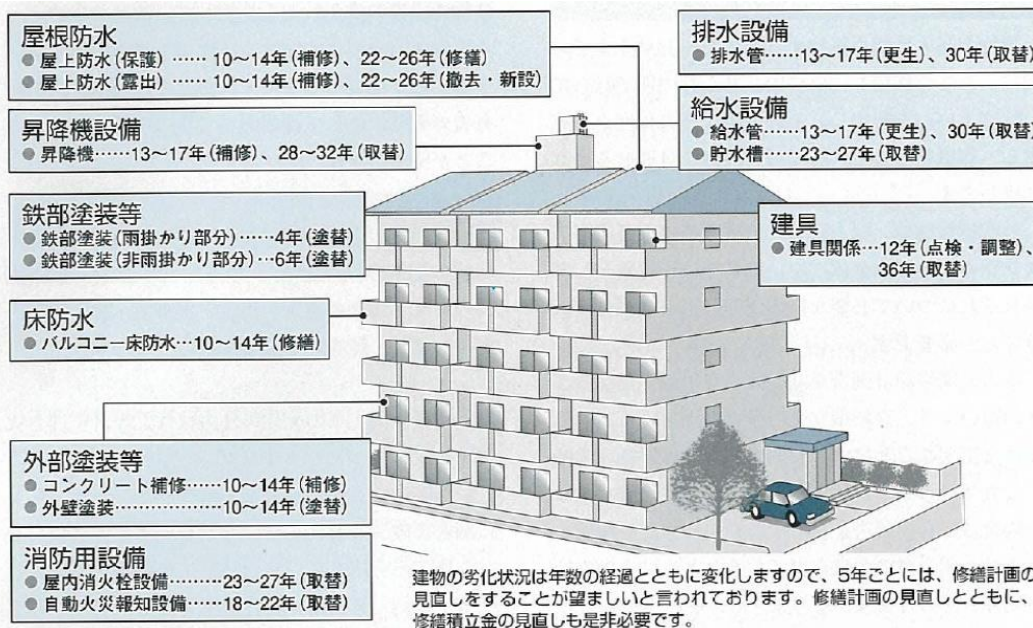 屋根防水
● 屋上防水(保護) …… 10～14年(補修)、22～26年(修繕)
● 屋上防水(露出) …… 10～14年(補修)、22～26年(撤去・新設)
昇降機設備
● 昇降機……13～17年(補修)、28～32年(取替)
鉄部塗装等
● 鉄部塗装(雨掛かり部分)……4年(塗替)
● 鉄部塗装(非雨掛かり部分)…6年(塗替)
床防水
● バルコニー床防水…10～14年(修繕)
外部塗装等
● コンクリート補修……10～14年(補修)
● 外壁塗装……………10～14年(塗替)
消防用設備
● 屋内消火栓設備………23～27年(取替)
● 自動火災報知設備……18～22年(取替)
排水設備
● 排水管……13～17年(更生)、30年(取替)
給水設備
● 給水管……13～17年(更生)、30年(取替)
● 貯水槽……23～27年(取替)
建具
● 建具関係…12年(点検・調整)、
36年(取替)
建物の劣化状況は年数の経過とともに変化しますので、5年ごとには、修繕計画の
見直しをすることが望ましいと言われております。修繕計画の見直しとともに、
修繕積立金の見直しも是非必要です。